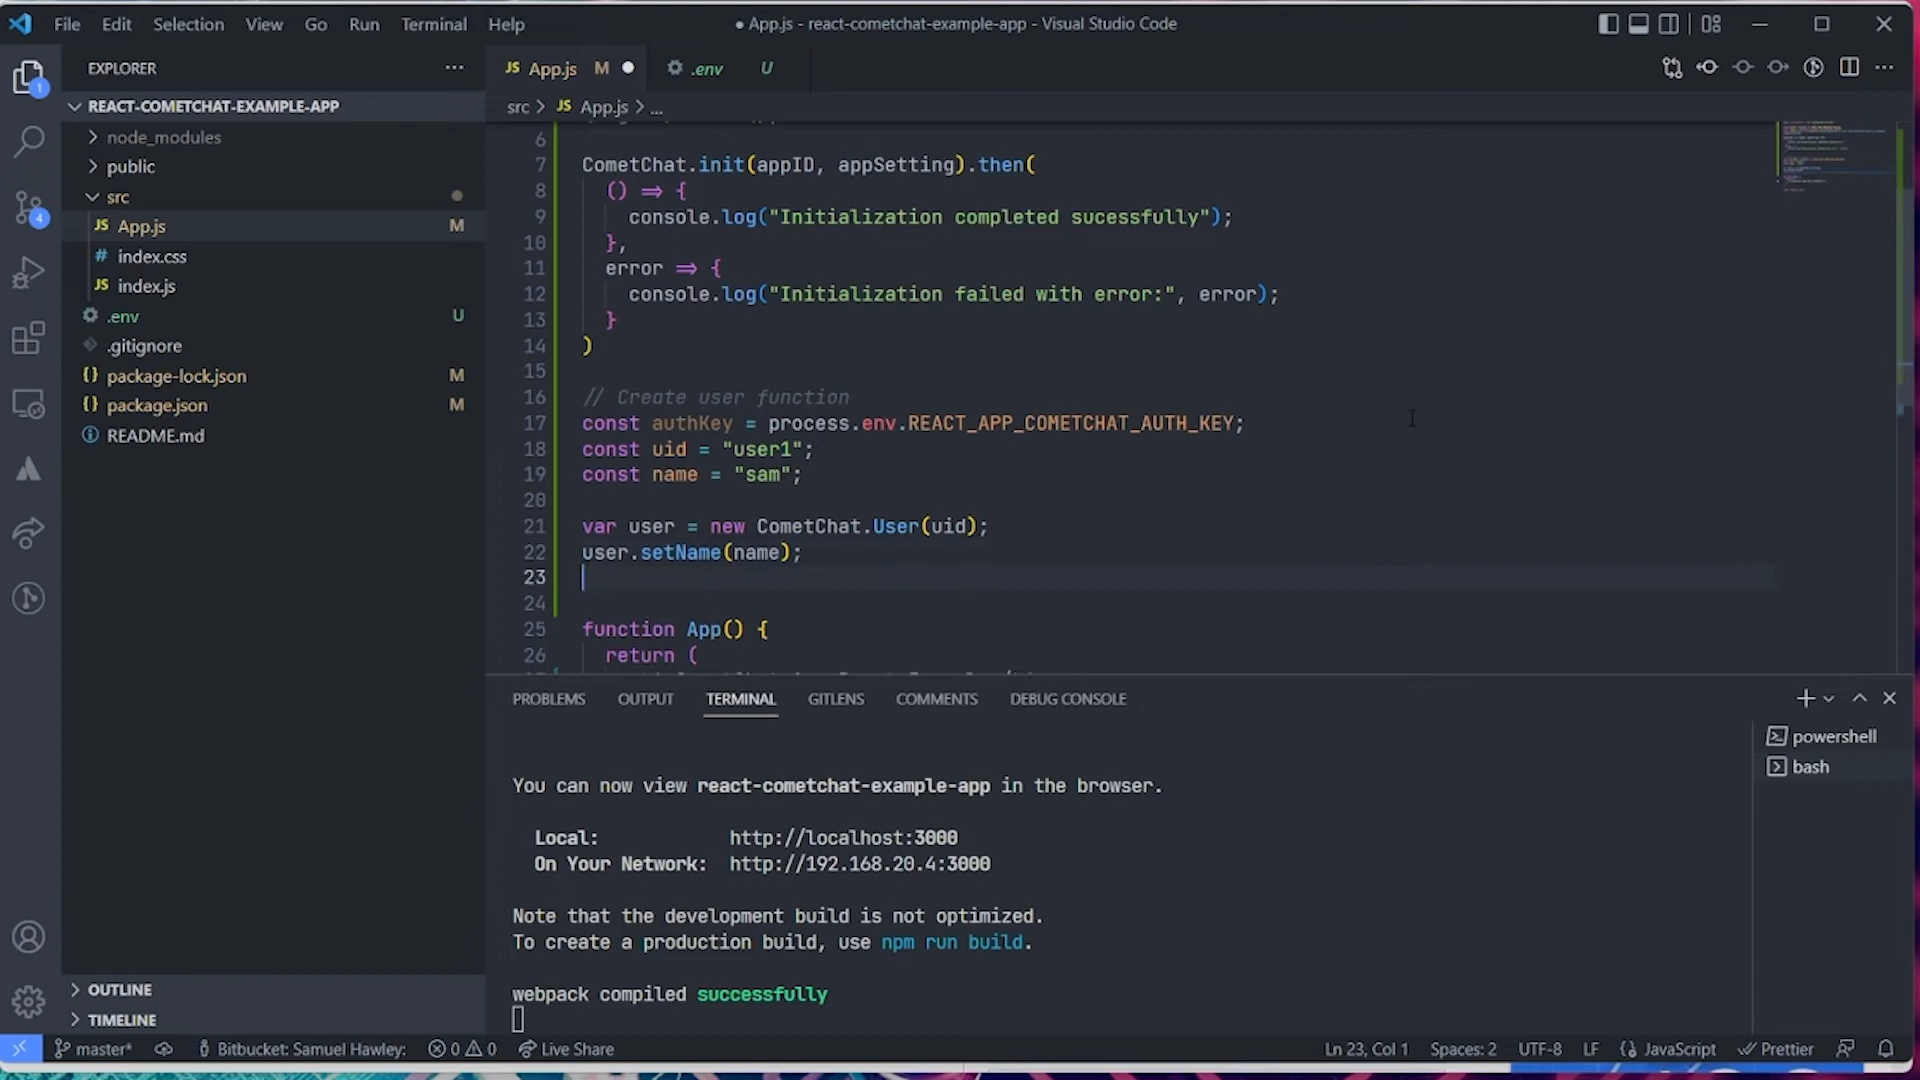 File Edit Selection View Go Run Terminal Help
● App.js - react-cometchat-example-app - Visual Studio Code
EXPLORER
REACT-COMETCHAT-EXAMPLE-APP
node_modules
public
src
JS App.js M
# index.css
JS index.js
.env U
.gitignore
{} package-lock.json M
{} package.json M
README.md
OUTLINE
TIMELINE
1
4
JS App.js M
.env U
src > JS App.js > ...
6
7 CometChat.init(appID, appSetting).then(
8 () => {
9 console.log("Initialization completed sucessfully");
10 },
11 error => {
12 console.log("Initialization failed with error:", error);
13 }
14 )
15
16 // Create user function
17 const authKey = process.env.REACT_APP_COMETCHAT_AUTH_KEY;
18 const uid = "user1";
19 const name = "sam";
20
21 var user = new CometChat.User(uid);
22 user.setName(name);
23
24
25 function App() {
26 return (
PROBLEMS OUTPUT TERMINAL GITLENS COMMENTS DEBUG CONSOLE
powershell
bash
You can now view react-cometchat-example-app in the browser.
Local: http://localhost:3000
On Your Network: http://192.168.20.4:3000
Note that the development build is not optimized.
To create a production build, use npm run build.
webpack compiled successfully
master* Bitbucket: Samuel Hawley: 0 0 Live Share
Ln 23, Col 1 Spaces: 2 UTF-8 LF {} JavaScript Prettier